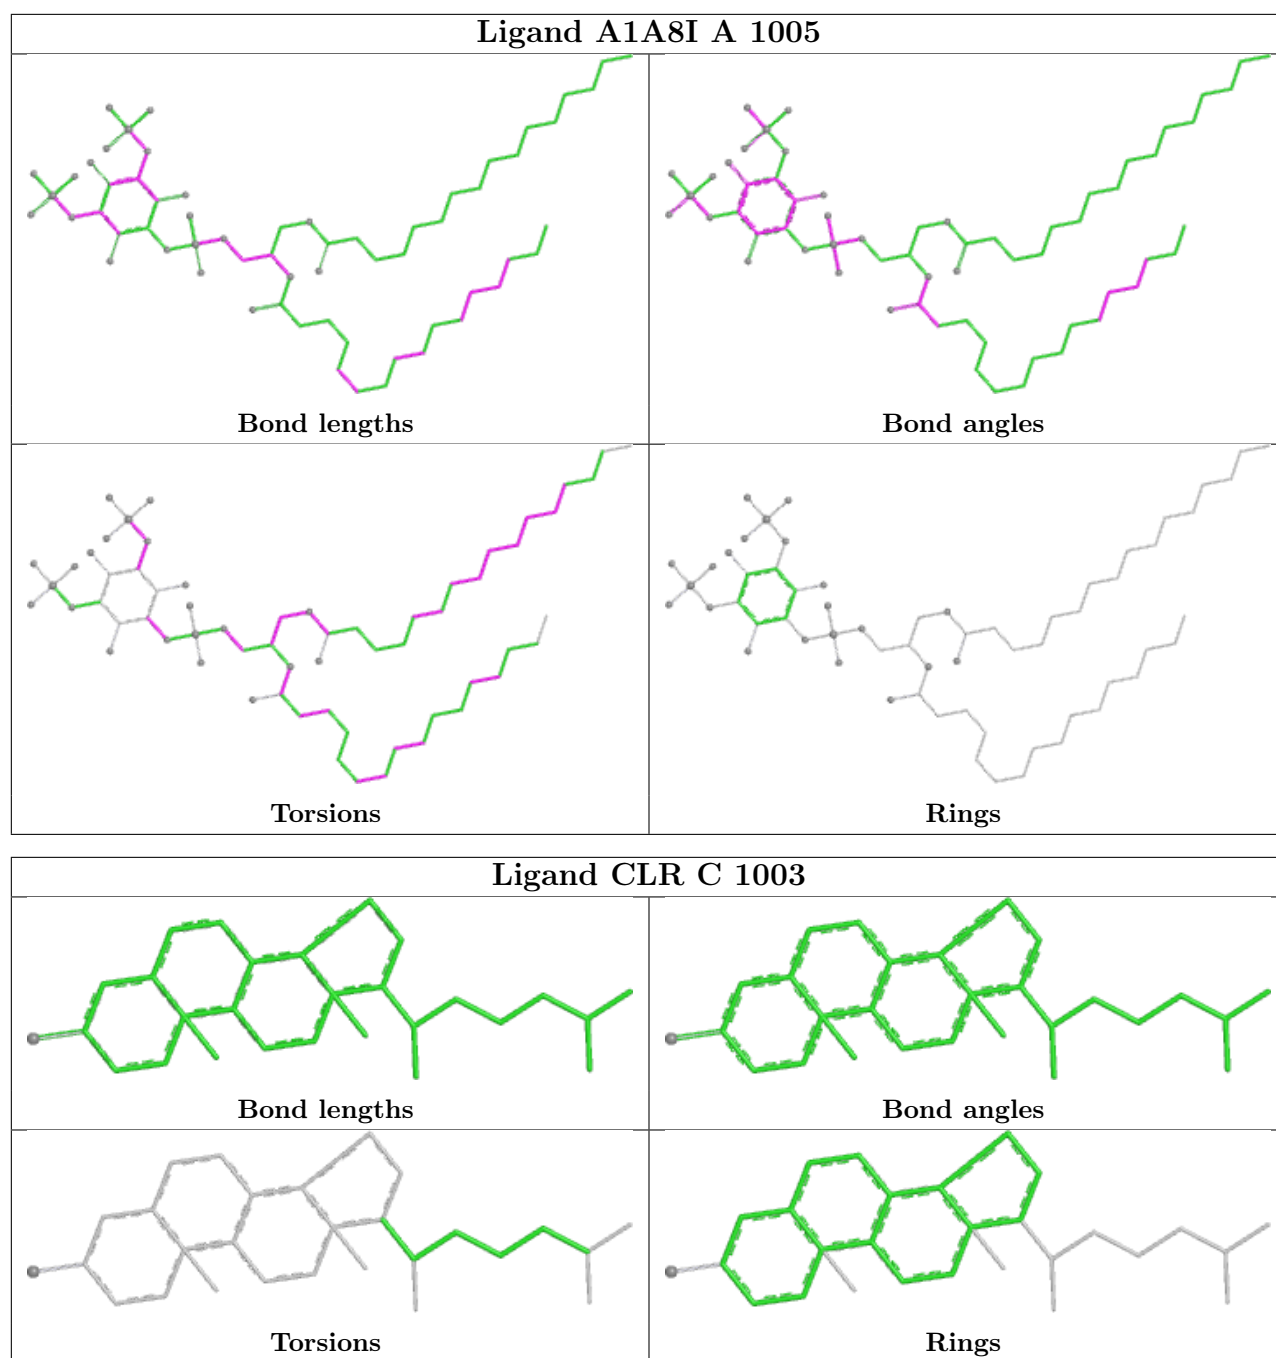 Ligand A1A8I A 1005
Bond lengths
Bond angles
Torsions
Rings
Ligand CLR C 1003
Bond lengths
Bond angles
Torsions
Rings